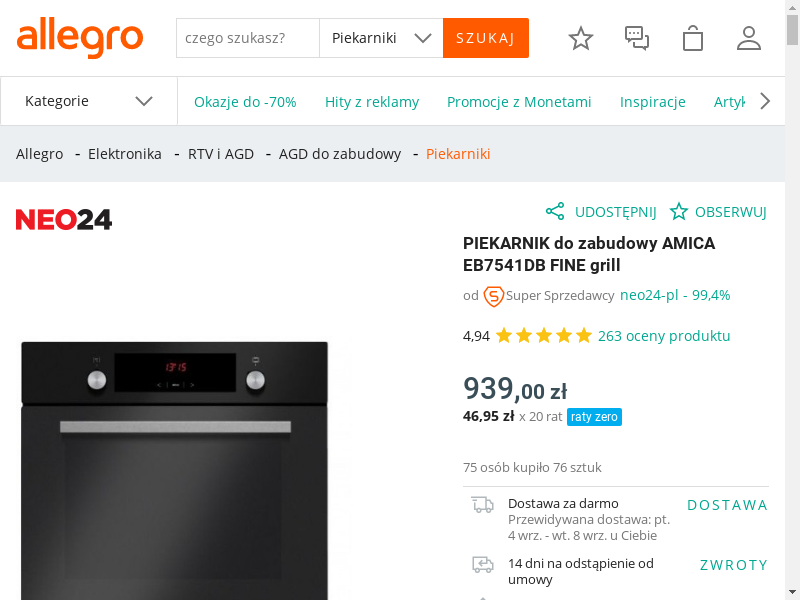 allegro
czego szukasz?
Piekarniki
SZUKAJ
Kategorie
Okazje do -70%
Hity z reklamy
Promocje z Monetami
Inspiracje
Artyk
Allegro - Elektronika - RTV i AGD - AGD do zabudowy - Piekarniki
NEO24
UDOSTĘPNIJ
OBSERWUJ
PIEKARNIK do zabudowy AMICA
EB7541DB FINE grill
od Super Sprzedawcy neo24-pl - 99,4%
4,94 263 oceny produktu
939,00 zł
46,95 zł x 20 rat raty zero
75 osób kupiło 76 sztuk
Dostawa za darmo
DOSTAWA
Przewidywana dostawa: pt.
4 wrz. - wt. 8 wrz. u Ciebie
14 dni na odstąpienie od
umowy
ZWROTY
13:15